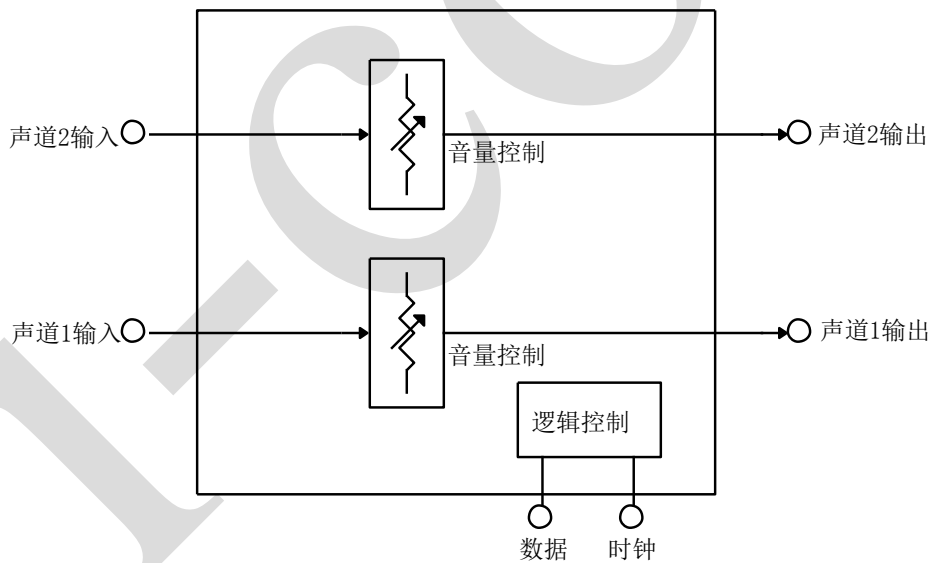 声道2输入
音量控制
声道2输出
声道1输入
音量控制
声道1输出
逻辑控制
数据
时钟